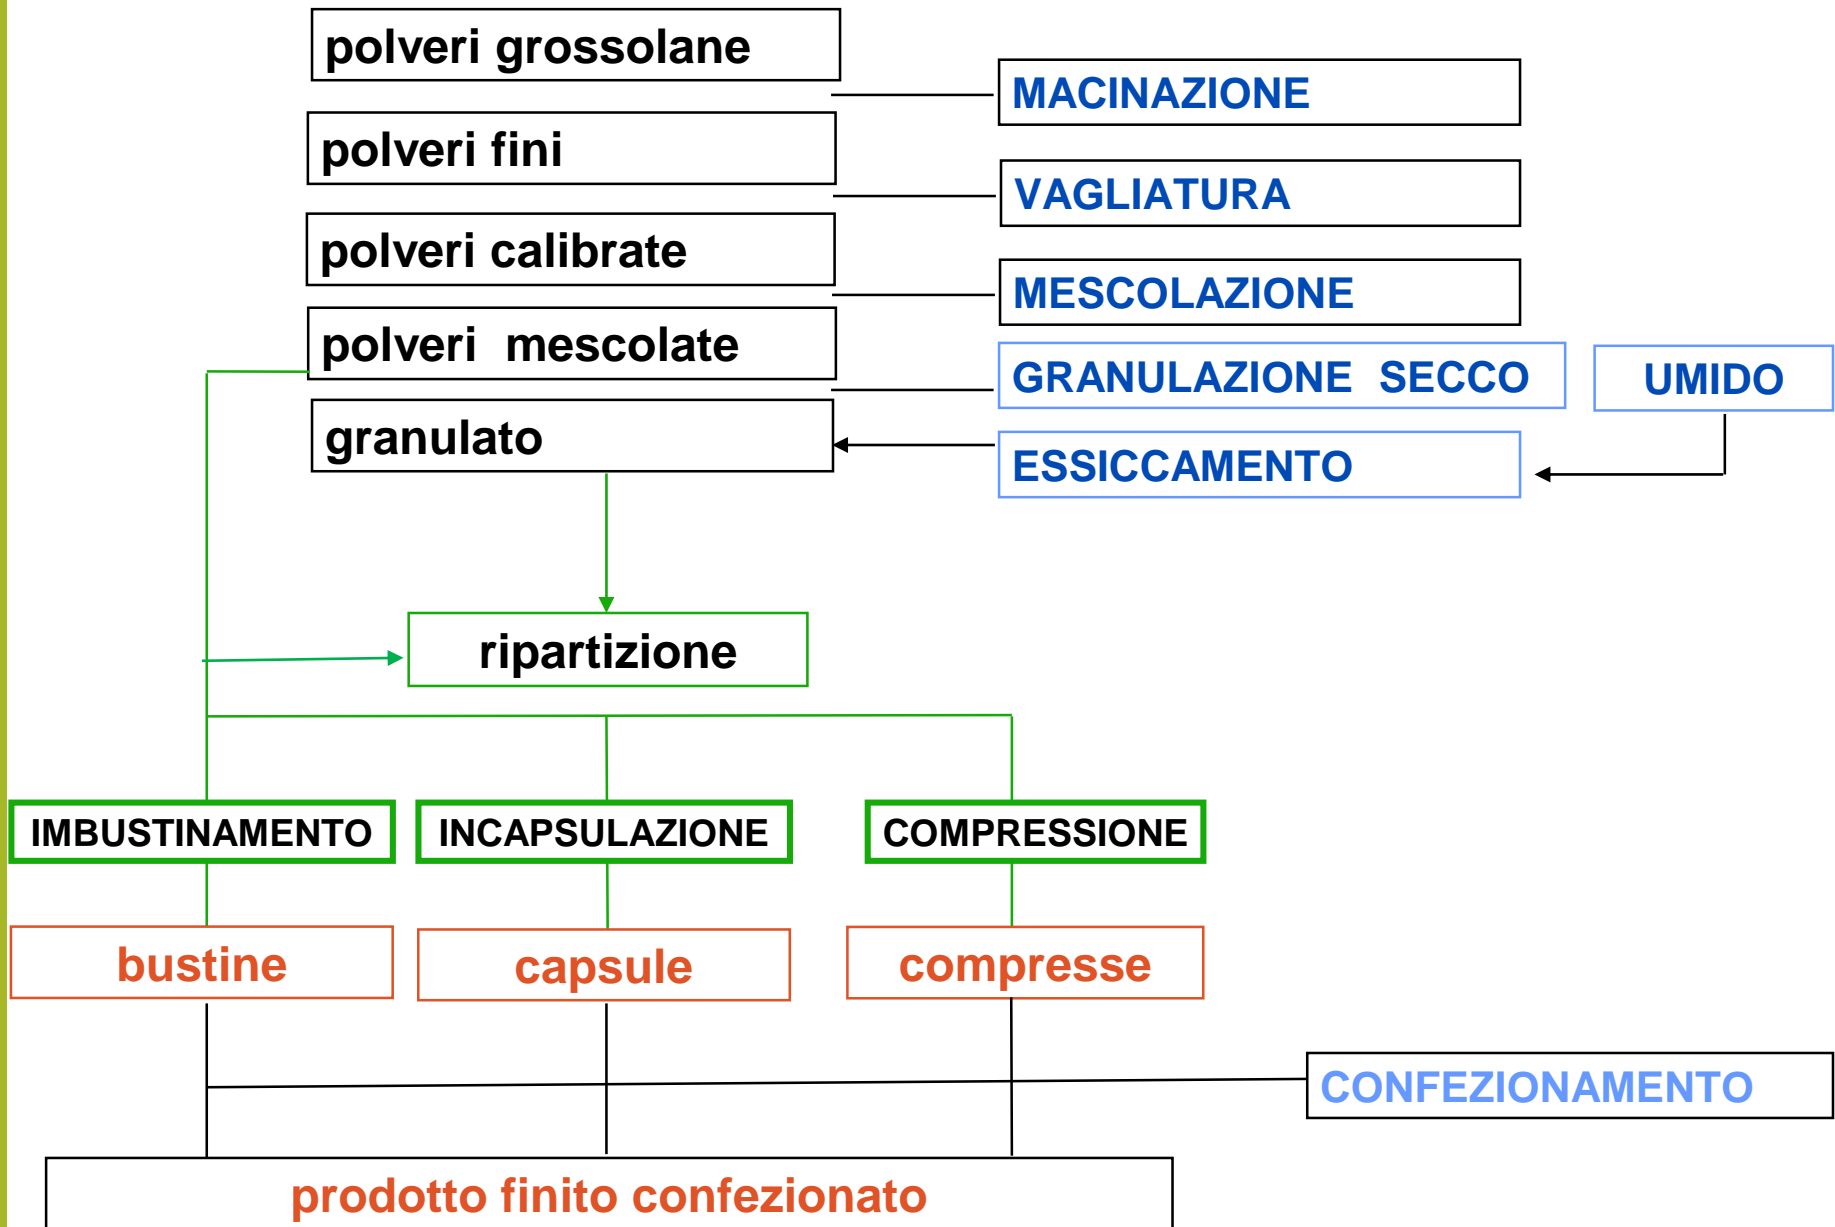 polveri grossolane
MACINAZIONE
polveri fini
VAGLIATURA
polveri calibrate
MESCOLAZIONE
polveri mescolate
GRANULAZIONE SECCO
UMIDO
granulato
ESSICCAMENTO
ripartizione
IMBUSTINAMENTO
INCAPSULAZIONE
COMPRESSIONE
bustine
capsule
compresse
CONFEZIONAMENTO
prodotto finito confezionato